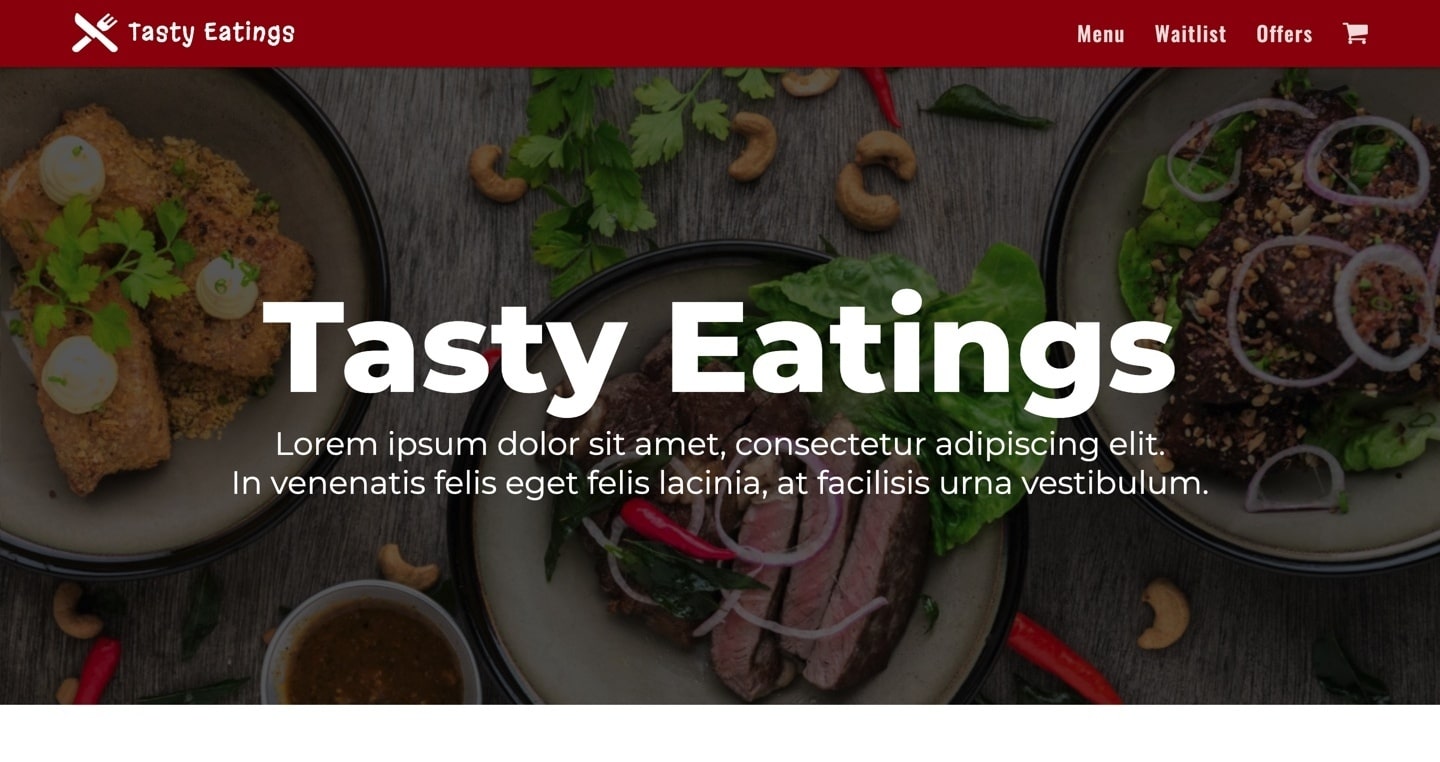 Tasty Eatings
Menu Waitlist Offers
Tasty Eatings
Lorem ipsum dolor sit amet, consectetur adipiscing elit.
In venenatis felis eget felis lacinia, at facilisis urna vestibulum.